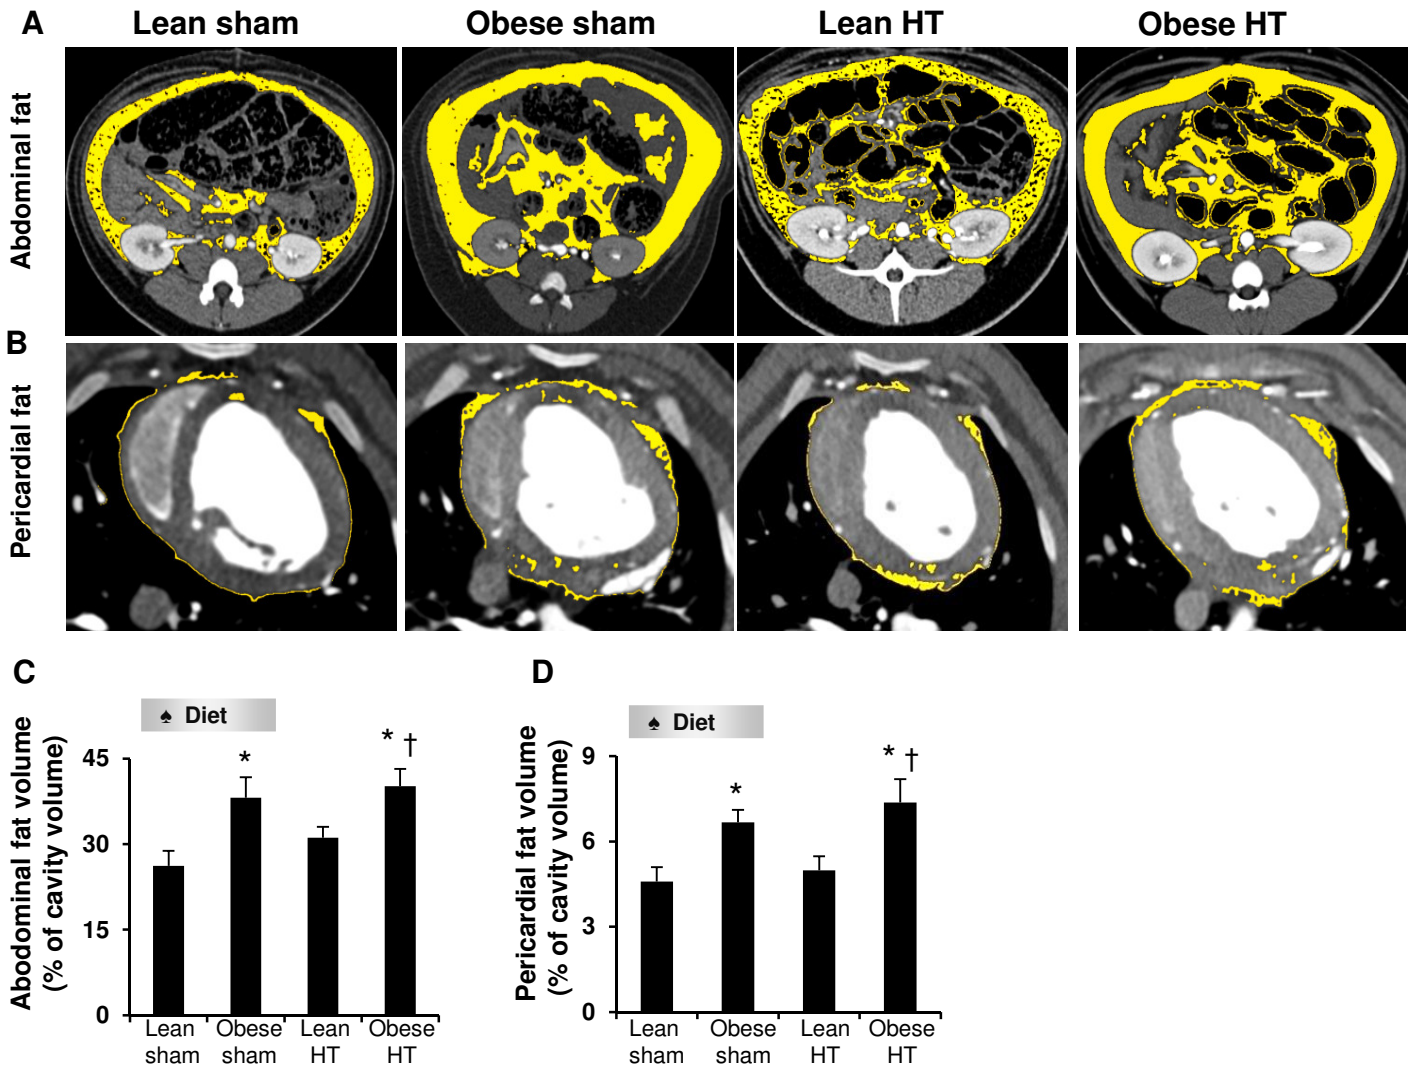 A
Lean sham
Obese sham
Lean HT
Obese HT
Abdominal fat
B
Pericardial fat
C
♠ Diet
Abodominal fat volume
(% of cavity volume)
45
30
15
0
*
* †
Lean
sham
Obese
sham
Lean
HT
Obese
HT
D
♠ Diet
Pericardial fat volume
(% of cavity volume)
9
6
3
0
*
* †
Lean
sham
Obese
sham
Lean
HT
Obese
HT